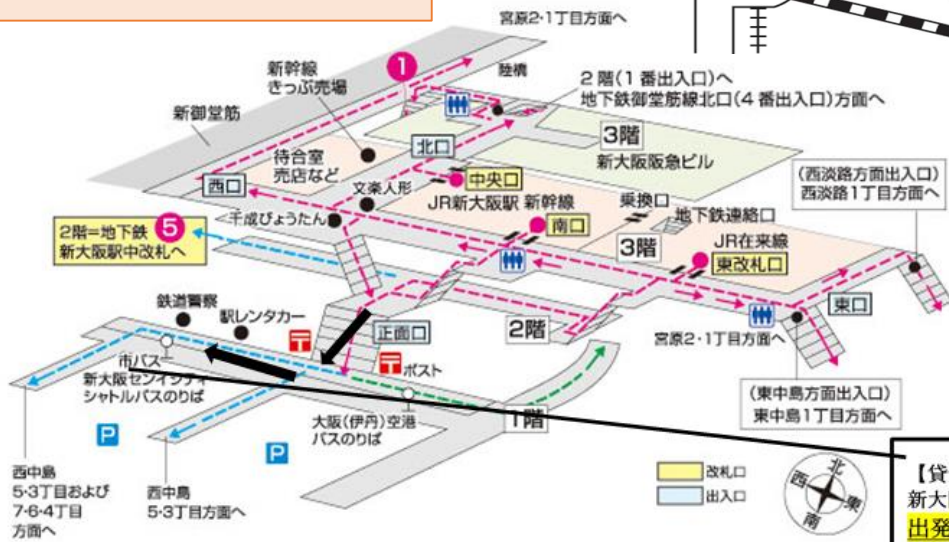 宮原2・1丁目方面へ
新幹線
きっぷ売場
1
陸橋
2階(1番出入口)へ
地下鉄御堂筋線北口(4番出入口)方面へ
新御堂筋
北口
3階
新大阪阪急ビル
待合室
売店など
西口
中央口
文楽人形
JR新大阪駅 新幹線
乗換口
(西淡路方面出入口)
西淡路1丁目方面へ
千成びょうたん
南口
地下鉄連絡口
3階
JR在来線
東改札口
2階=地下鉄 5
新大阪駅中改札へ
東口
鉄道警察
駅レンタカー
正面口
2階
宮原2・1丁目方面へ
〒
〒
ポスト
市バス
新大阪センイシティ
シャトルバスのりば
大阪(伊丹)空港
バスのりば
1階
(東中島方面出入口)
東中島1丁目方面へ
P
P
西中島
5・3丁目および
7・6・4丁目
方面へ
西中島
5・3丁目方面へ
改札口
出入口
北
西
東
南
【貸
新大
出発